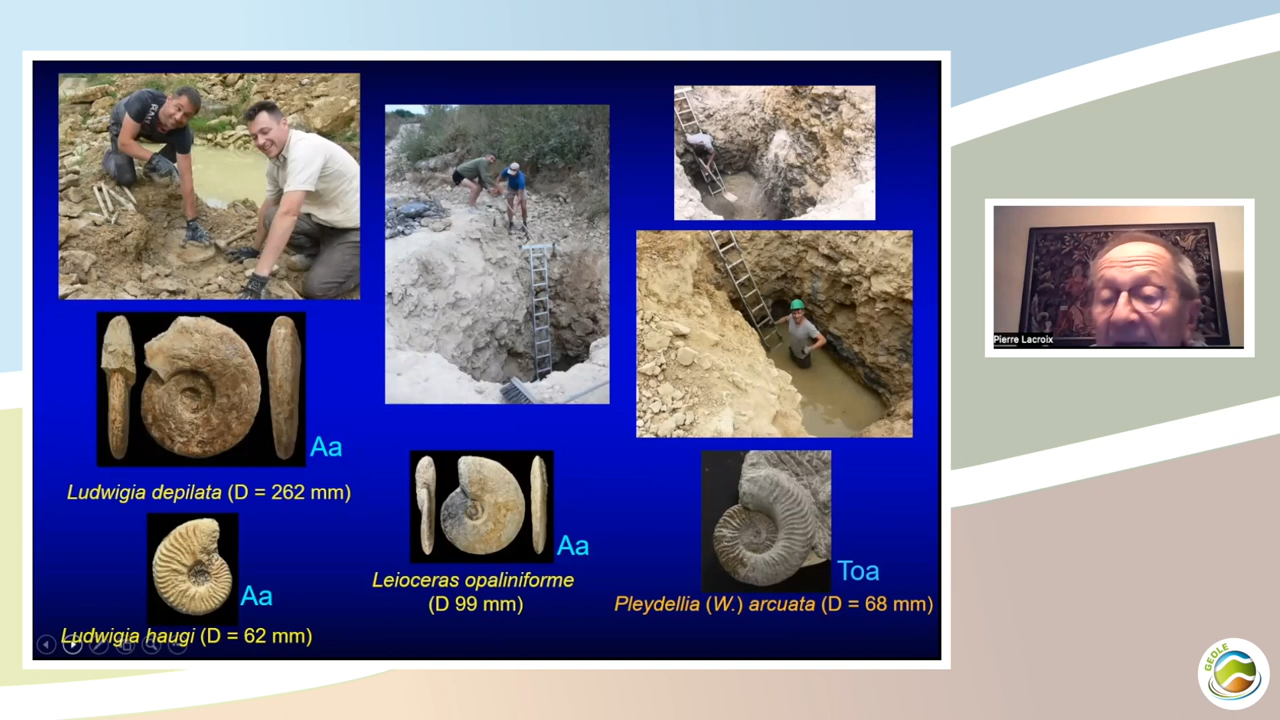 Aa
Ludwigia depilata (D = 262 mm)
Aa
Ludwigia haugi (D = 62 mm)
Aa
Leioceras opaliniforme
(D 99 mm)
Toa
Pleydellia (W.) arcuata (D = 68 mm)
Pierre Lacroix
GEOLE